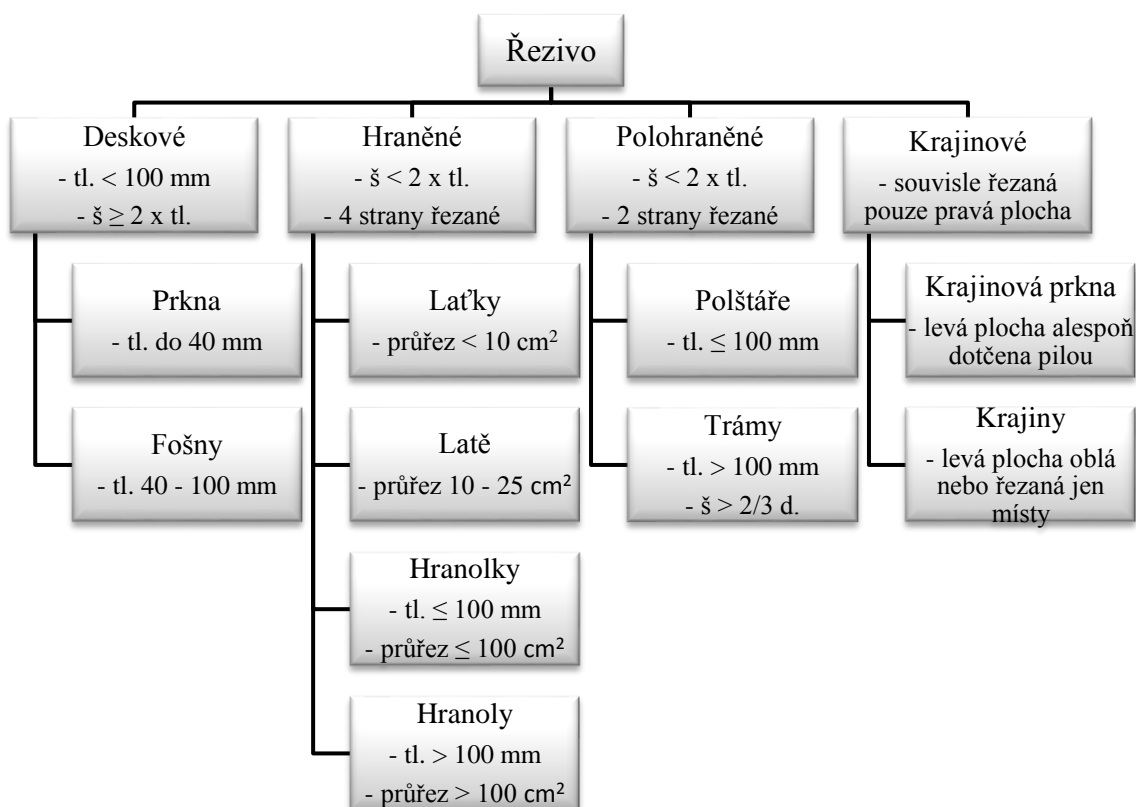 Řezivo
Deskové
- tl. < 100 mm
- š ≥ 2 x tl.
Prkna
- tl. do 40 mm
Fošny
- tl. 40 - 100 mm
Hraněné
- š < 2 x tl.
- 4 strany řezané
Laťky
- průřez < 10 cm²
Latě
- průřez 10 - 25 cm²
Hranolky
- tl. ≤ 100 mm
- průřez ≤ 100 cm²
Hranoly
- tl. > 100 mm
- průřez > 100 cm²
Polohraněné
- š < 2 x tl.
- 2 strany řezané
Polštáře
- tl. ≤ 100 mm
Trámy
- tl. > 100 mm
- š > 2/3 d.
Krajinové
- souvisle řezaná
pouze pravá plocha
Krajinová prkna
- levá plocha alespoň
dotčena pilou
Krajiny
- levá plocha oblá
nebo řezaná jen
místy